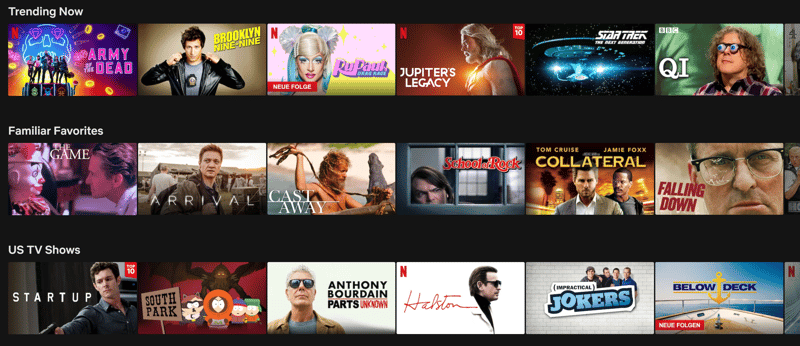 Trending Now
N
ARMY
OF THE DEAD
BROOKLYN
NINE-NINE
N
RuPaul's
DRAG RACE
NEUE FOLGE
N
TOP
10
JUPITER'S
LEGACY
STAR TREK
THE NEXT GENERATION
BBC
QI
Familiar Favorites
THE
GAME
ARRIVAL
CAST
AWAY
School of Rock
TOM CRUISE JAMIE FOXX
COLLATERAL
FALLING
DOWN
US TV Shows
TOP
10
STARTUP
SOUTH
PARK
ANTHONY
BOURDAIN
PARTS UNKNOWN
N
Halston
IMPRACTICAL
JOKERS
BELOW DECK
NEUE FOLGEN
N